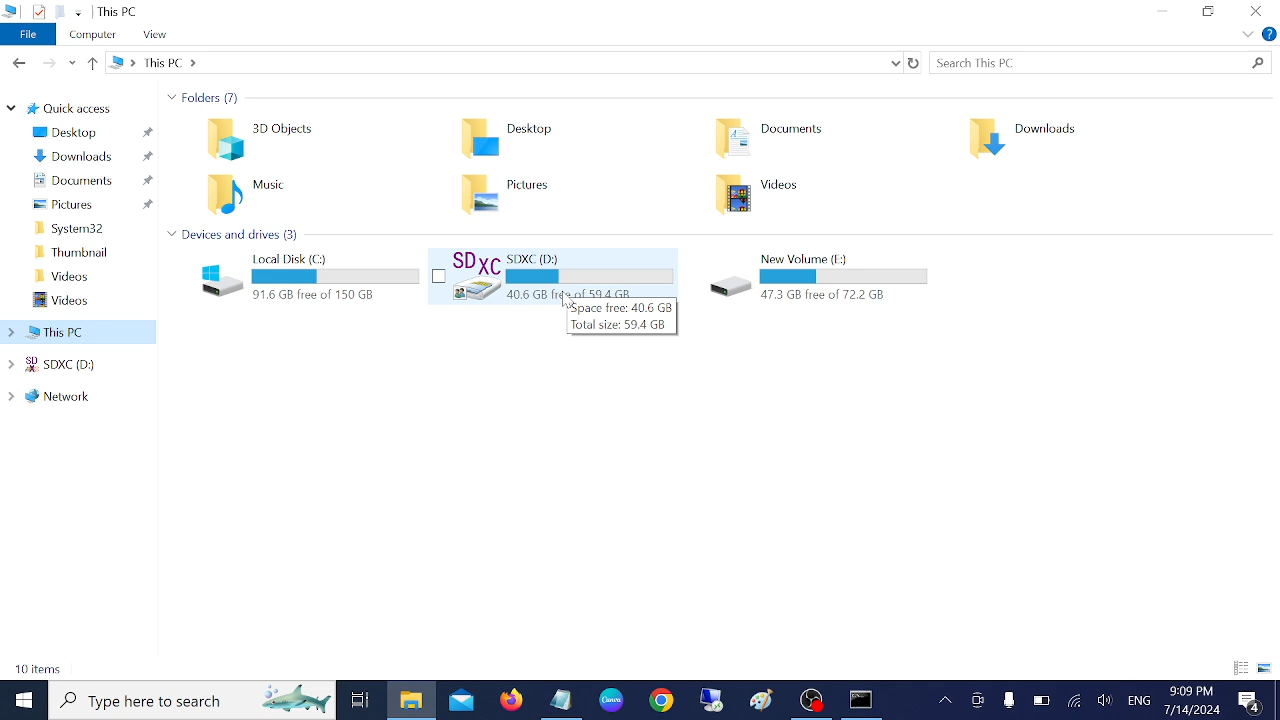 This PC
File Computer View
This PC
Search This PC
Quick access
Desktop
Downloads
Documents
Pictures
System32
Thumbnail
Videos
Videos
This PC
SDXC (D:)
Network
Folders (7)
3D Objects
Desktop
Documents
Downloads
Music
Pictures
Videos
Devices and drives (3)
Local Disk (C:)
91.6 GB free of 150 GB
SD XC
SDXC (D:)
40.6 GB free of 59.4 GB
Space free: 40.6 GB
Total size: 59.4 GB
New Volume (E:)
47.3 GB free of 72.2 GB
10 items
Type here to search
Canva
ENG
9:09 PM
7/14/2024
4